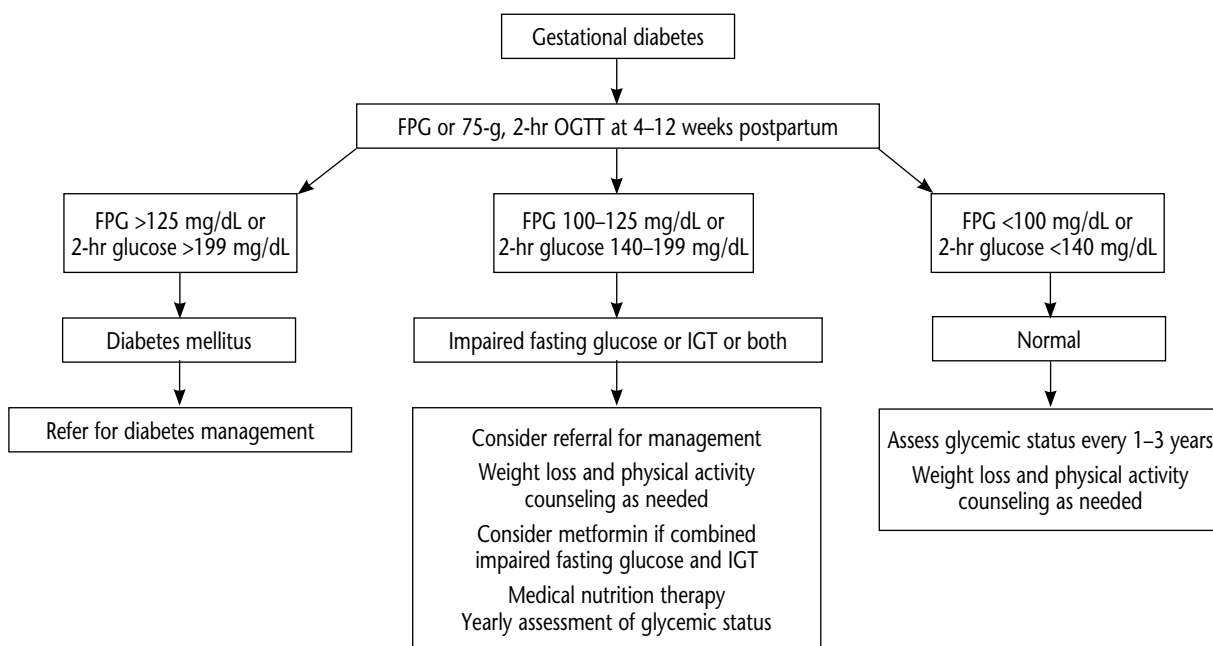 Gestational diabetes
FPG or 75-g, 2-hr OGTT at 4–12 weeks postpartum
FPG >125 mg/dL or
2-hr glucose >199 mg/dL
FPG 100–125 mg/dL or
2-hr glucose 140–199 mg/dL
FPG <100 mg/dL or
2-hr glucose <140 mg/dL
Diabetes mellitus
Impaired fasting glucose or IGT or both
Normal
Refer for diabetes management
Consider referral for management
Weight loss and physical activity
counseling as needed
Consider metformin if combined
impaired fasting glucose and IGT
Medical nutrition therapy
Yearly assessment of glycemic status
Assess glycemic status every 1–3 years
Weight loss and physical activity
counseling as needed